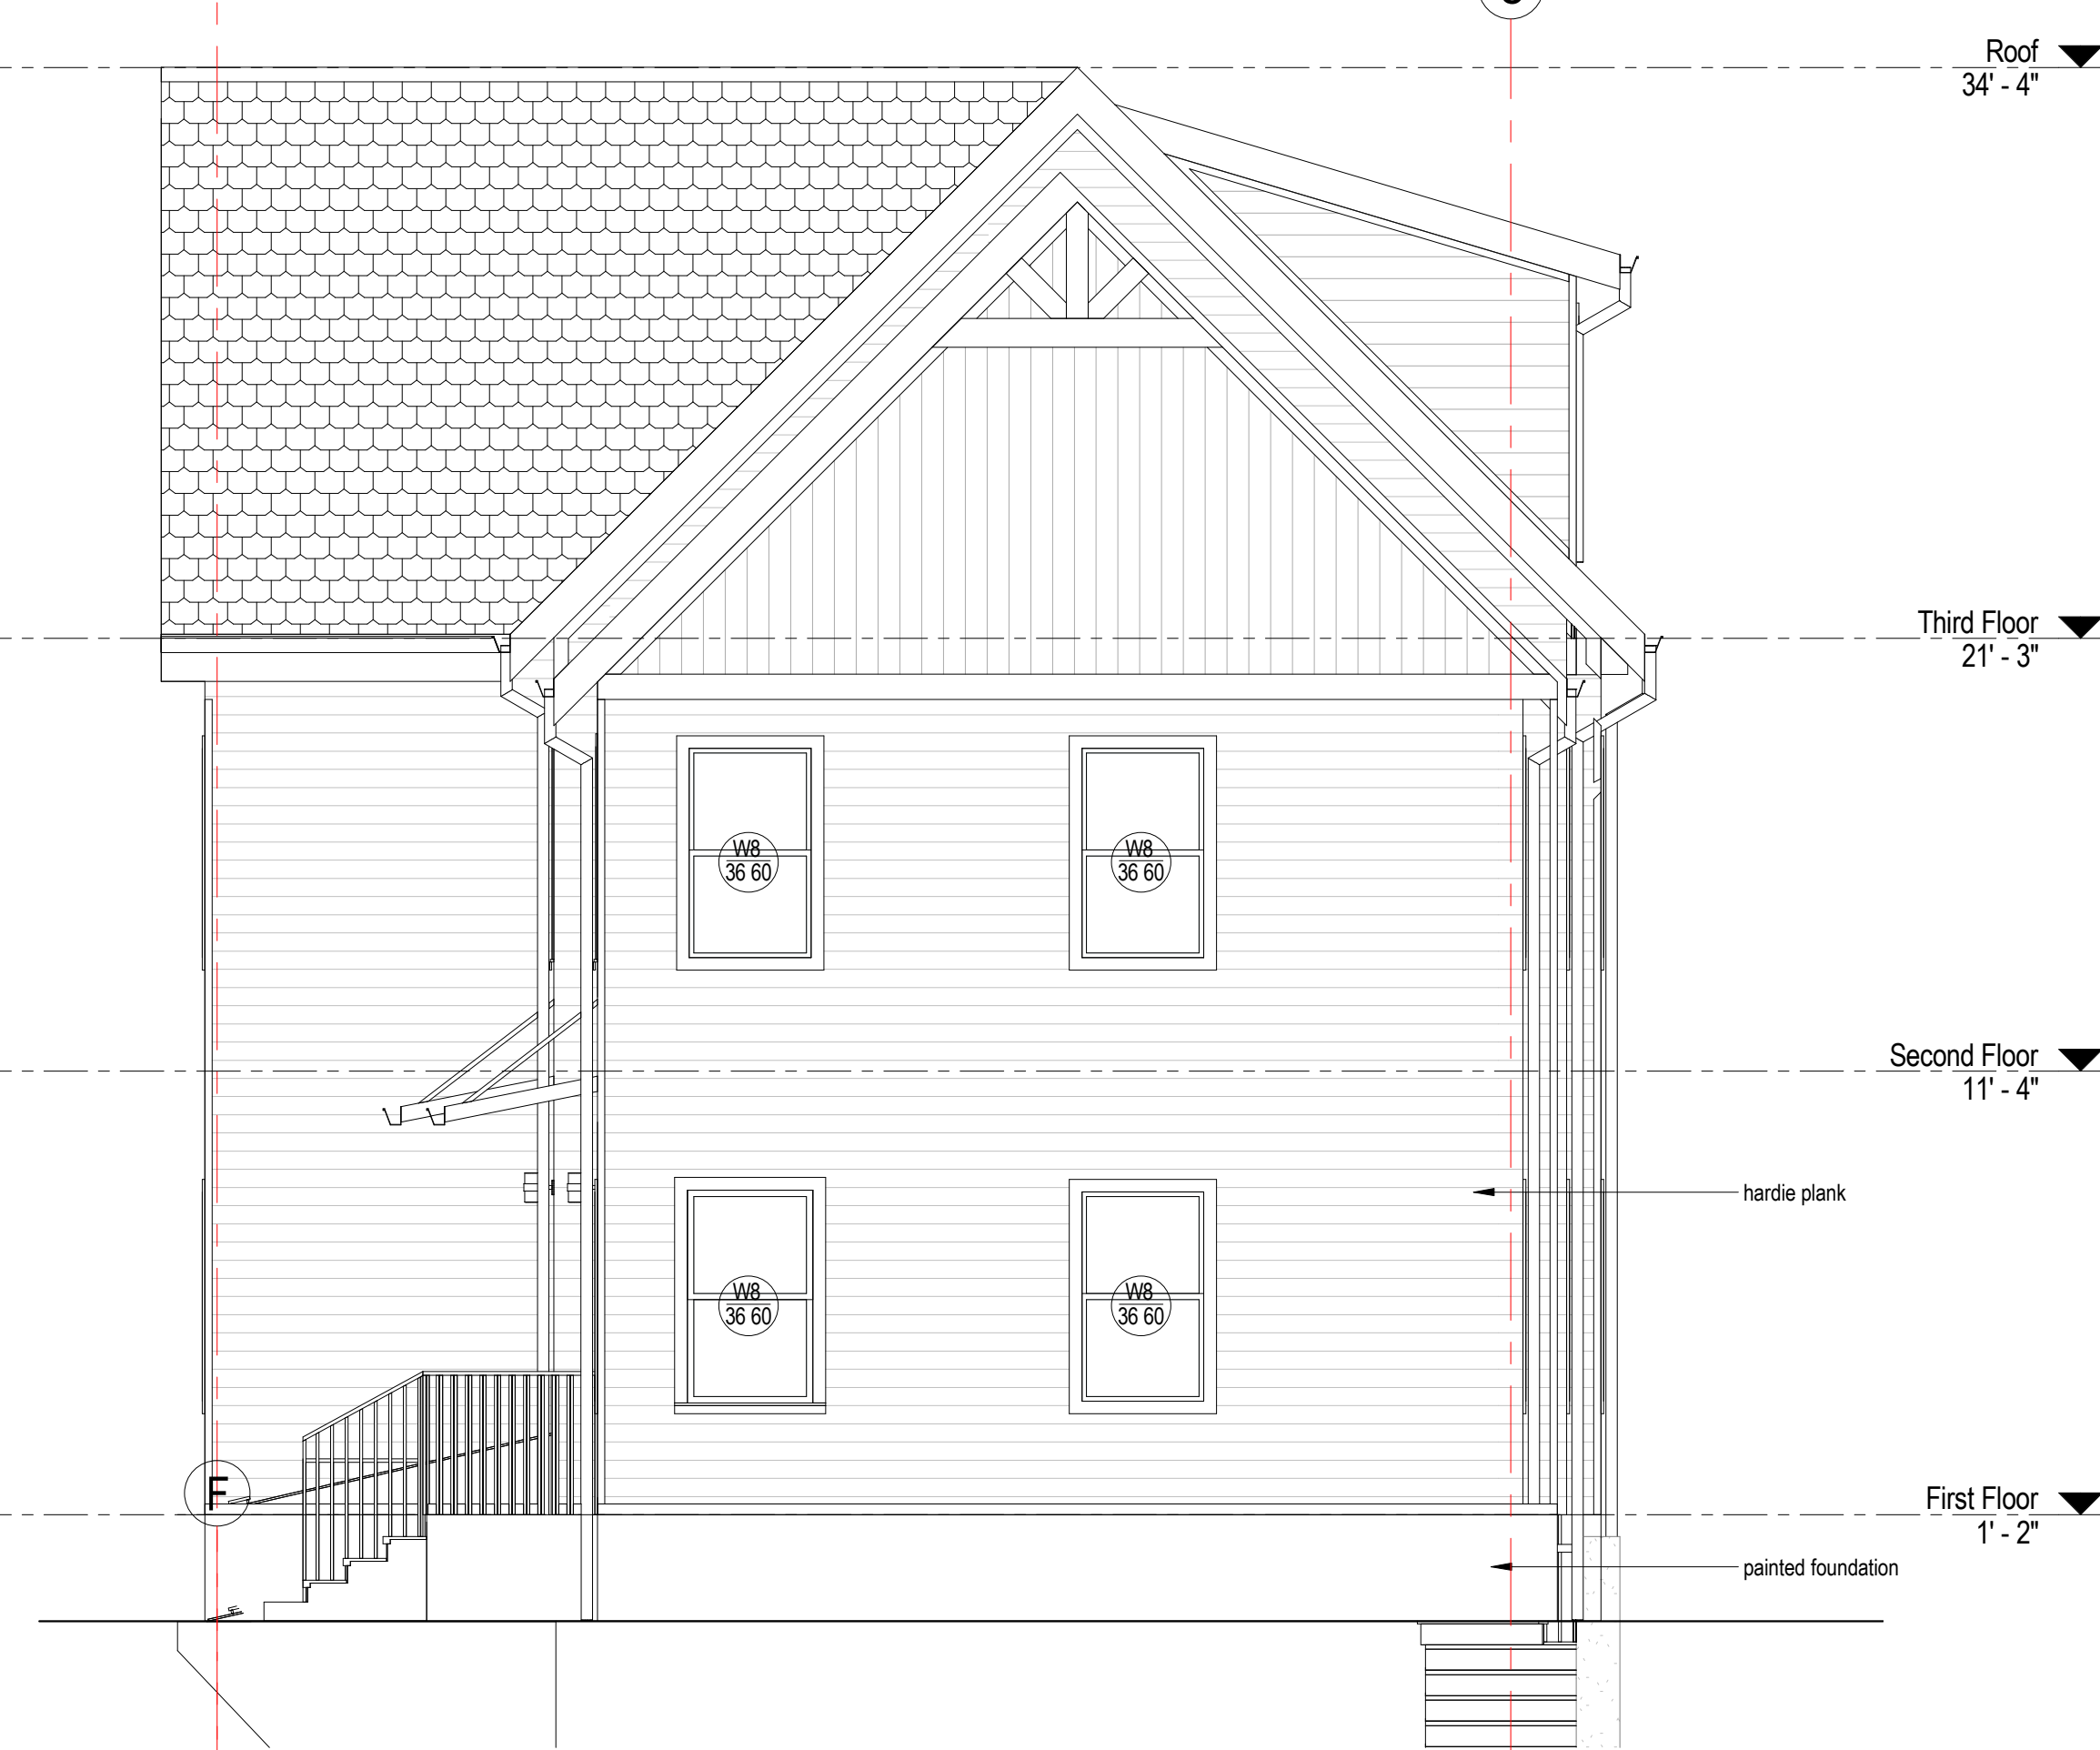 Roof
34' - 4"
Third Floor
21' - 3"
W8
36 60
W8
36 60
Second Floor
11' - 4"
hardie plank
W8
36 60
W8
36 60
F
First Floor
1' - 2"
painted foundation